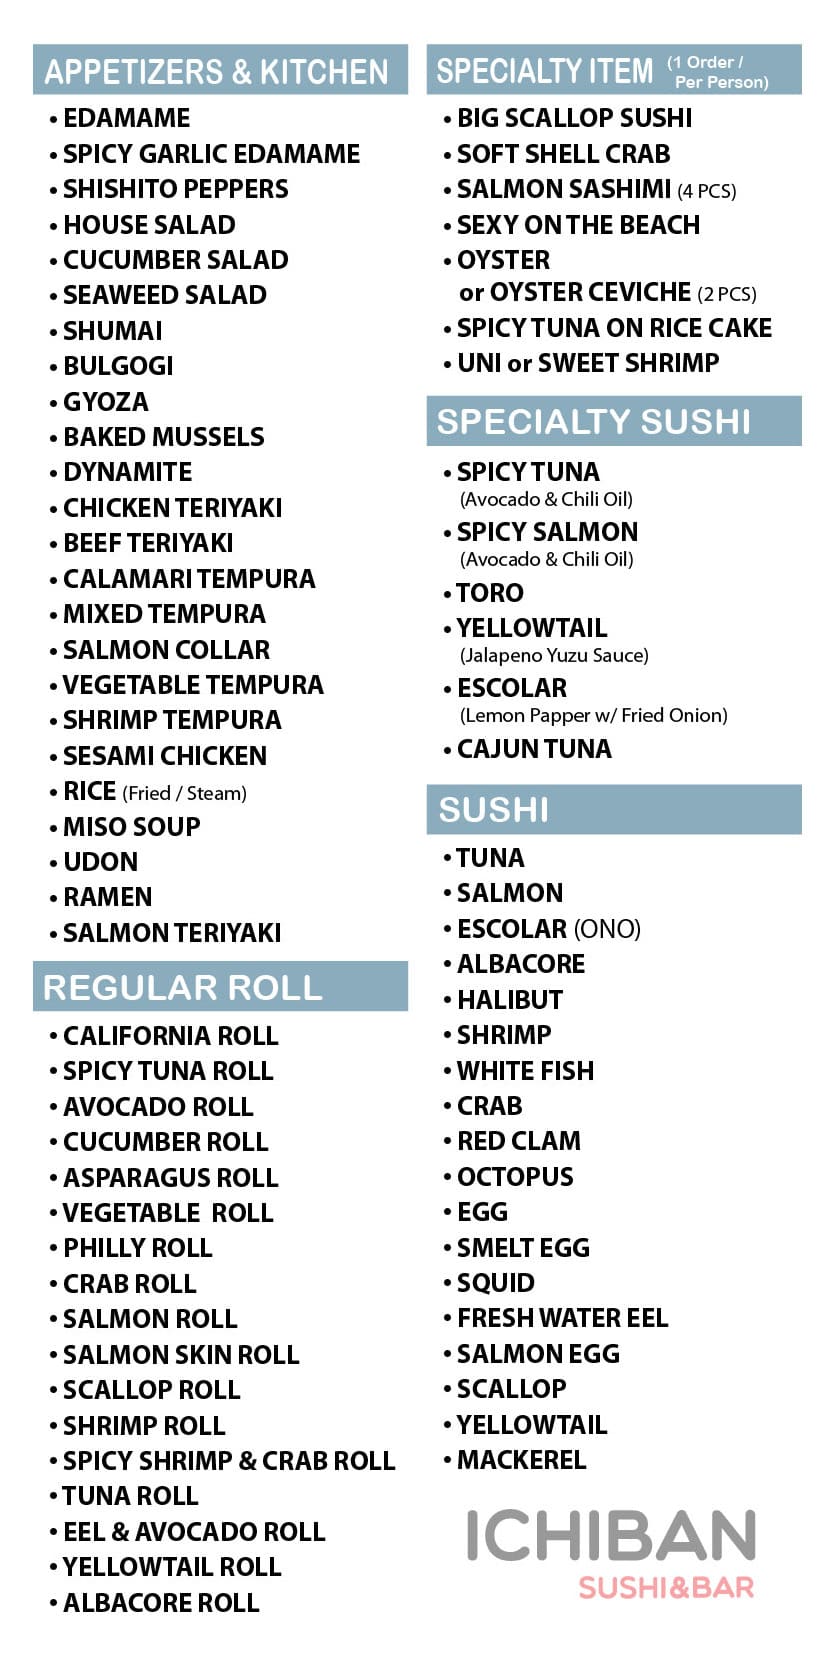 APPETIZERS & KITCHEN
• EDAMAME
• SPICY GARLIC EDAMAME
• SHISHITO PEPPERS
• HOUSE SALAD
• CUCUMBER SALAD
• SEAWEED SALAD
• SHUMAI
• BULGOGI
• GYOZA
• BAKED MUSSELS
• DYNAMITE
• CHICKEN TERIYAKI
• BEEF TERIYAKI
• CALAMARI TEMPURA
• MIXED TEMPURA
• SALMON COLLAR
• VEGETABLE TEMPURA
• SHRIMP TEMPURA
• SESAMI CHICKEN
• RICE (Fried / Steam)
• MISO SOUP
• UDON
• RAMEN
• SALMON TERIYAKI
REGULAR ROLL
• CALIFORNIA ROLL
• SPICY TUNA ROLL
• AVOCADO ROLL
• CUCUMBER ROLL
• ASPARAGUS ROLL
• VEGETABLE ROLL
• PHILLY ROLL
• CRAB ROLL
• SALMON ROLL
• SALMON SKIN ROLL
• SCALLOP ROLL
• SHRIMP ROLL
• SPICY SHRIMP & CRAB ROLL
• TUNA ROLL
• EEL & AVOCADO ROLL
• YELLOWTAIL ROLL
• ALBACORE ROLL
SPECIALTY ITEM (1 Order /
Per Person)
• BIG SCALLOP SUSHI
• SOFT SHELL CRAB
• SALMON SASHIMI (4 PCS)
• SEXY ON THE BEACH
• OYSTER
or OYSTER CEVICHE (2 PCS)
• SPICY TUNA ON RICE CAKE
• UNI or SWEET SHRIMP
SPECIALTY SUSHI
• SPICY TUNA
(Avocado & Chili Oil)
• SPICY SALMON
(Avocado & Chili Oil)
• TORO
• YELLOWTAIL
(Jalapeno Yuzu Sauce)
• ESCOLAR
(Lemon Papper w/ Fried Onion)
• CAJUN TUNA
SUSHI
• TUNA
• SALMON
• ESCOLAR (ONO)
• ALBACORE
• HALIBUT
• SHRIMP
• WHITE FISH
• CRAB
• RED CLAM
• OCTOPUS
• EGG
• SMELT EGG
• SQUID
• FRESH WATER EEL
• SALMON EGG
• SCALLOP
• YELLOWTAIL
• MACKEREL
ICHIBAN
SUSHI&BAR